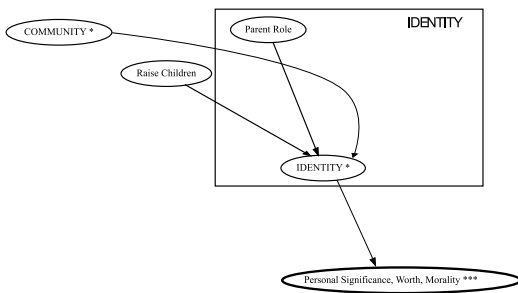 IDENTITY
Parent Role
COMMUNITY *
Raise Children
IDENTITY *
Personal Significance, Worth, Morality ***